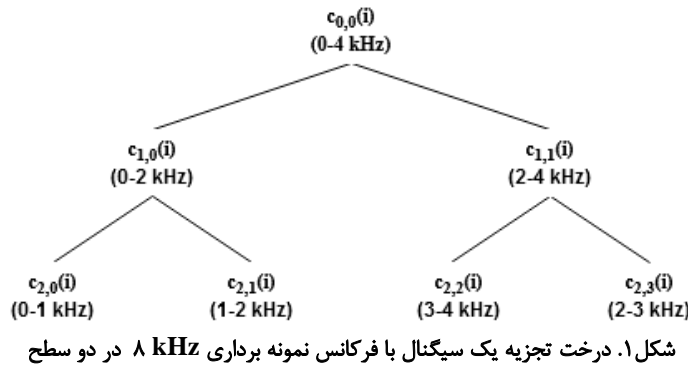 c0,0(i)
(0-4 kHz)
c1,0(i)
(0-2 kHz)
c1,1(i)
(2-4 kHz)
c2,0(i)
(0-1 kHz)
c2,1(i)
(1-2 kHz)
c2,2(i)
(3-4 kHz)
c2,3(i)
(2-3 kHz)
شکل۱. درخت تجزیه یک سیگنال با فرکانس نمونه برداری ۸ kHz در دو سطح